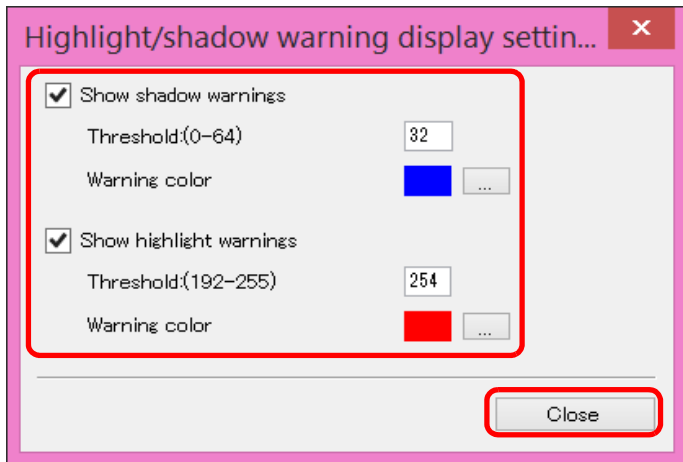 Highlight/shadow warning display settin...
Show shadow warnings
Threshold:(0-64) 32
Warning color ...
Show highlight warnings
Threshold:(192-255) 254
Warning color ...
Close